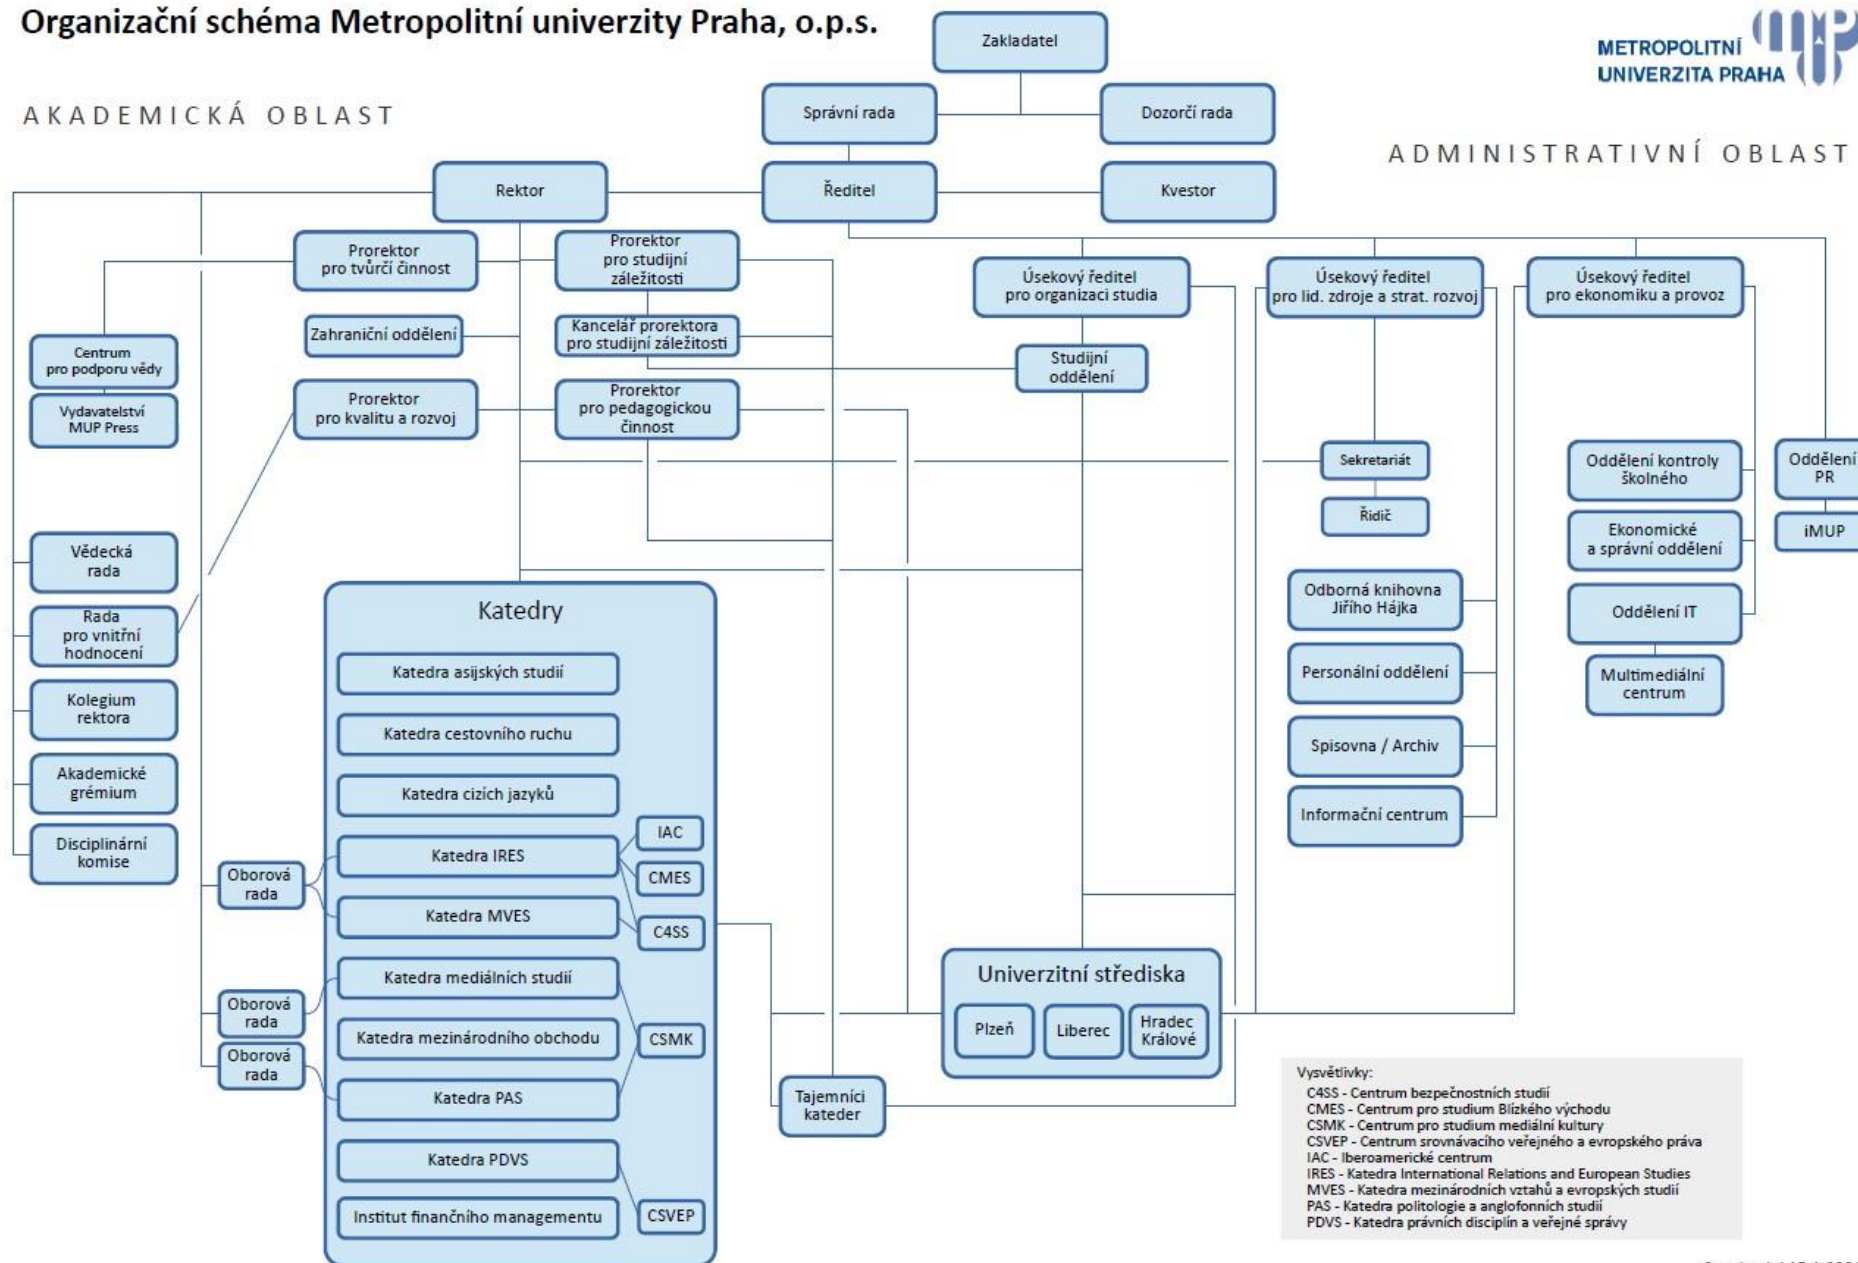 Organizační schéma Metropolitní univerzity Praha, o.p.s.
METROPOLITNÍ
UNIVERZITA PRAHA
AKADEMICKÁ OBLAST
ADMINISTRATIVNÍ OBLAST
Zakladatel
Správní rada
Dozorčí rada
Rektor
Ředitel
Kvestor
Prorektor
pro tvůrčí činnost
Prorektor
pro studijní
záležitosti
Úsekový ředitel
pro organizaci studia
Úsekový ředitel
pro lid. zdroje a strat. rozvoj
Úsekový ředitel
pro ekonomiku a provoz
Zahraniční oddělení
Kancelář prorektora
pro studijní záležitosti
Centrum
pro podporu vědy
Studijní
oddělení
Vydavatelství
MUP Press
Prorektor
pro kvalitu a rozvoj
Prorektor
pro pedagogickou
činnost
Sekretariát
Řidič
Oddělení kontroly
školného
Oddělení
PR
Ekonomické
a správní oddělení
iMUP
Oddělení IT
Multimediální
centrum
Odborná knihovna
Jiřího Hájka
Personální oddělení
Spisovna / Archiv
Informační centrum
Vědecká
rada
Rada
pro vnitřní
hodnocení
Kolegium
rektora
Akademické
grémium
Disciplinární
komise
Oborová
rada
Oborová
rada
Oborová
rada
Katedry
Katedra asijských studií
Katedra cestovního ruchu
Katedra cizích jazyků
Katedra IRES
Katedra MVES
Katedra mediálních studií
Katedra mezinárodního obchodu
Katedra PAS
Katedra PDVS
Institut finančního managementu
IAC
CMES
C4SS
CSMK
CSVEP
Tajemníci
kateder
Univerzitní střediska
Plzeň
Liberec
Hradec
Králové
Vysvětlivky:
C4SS - Centrum bezpečnostních studií
CMES - Centrum pro studium Blízkého východu
CSMK - Centrum pro studium mediální kultury
CSVEP - Centrum srovnávacího veřejného a evropského práva
IAC - Iberoamerické centrum
IRES - Katedra International Relations and European Studies
MVES - Katedra mezinárodních vztahů a evropských studií
PAS - Katedra politologie a anglofonních studií
PDVS - Katedra právních disciplín a veřejné správy